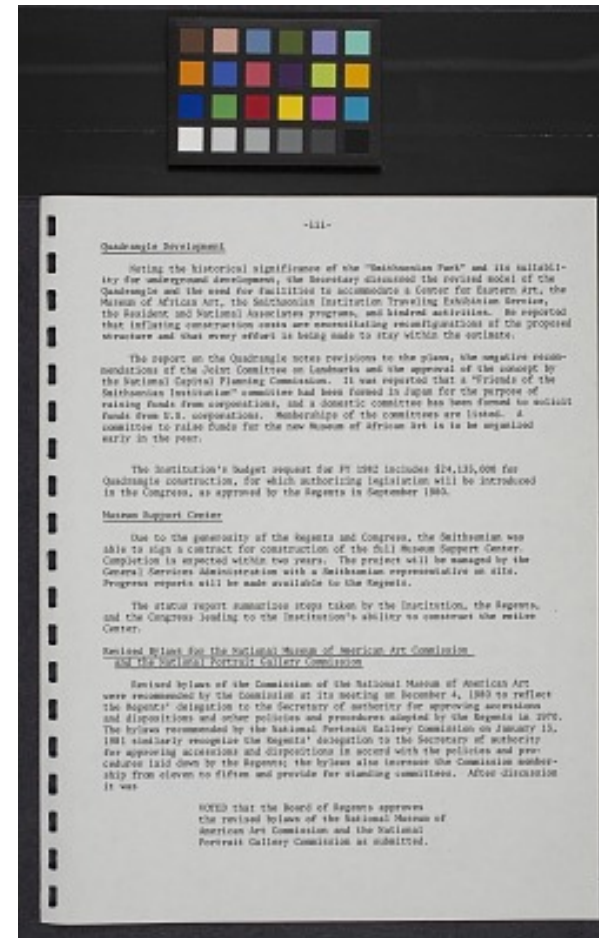 -iii-
Quadrangle Development
Noting the historical significance of the "Smithsonian Park" and its suitabili-
ty for underground development, the Secretary discussed the revised model of the
Quadrangle and the need for facilities to accommodate a Center for Eastern Art, the
Museum of African Art, the Smithsonian Institution Traveling Exhibition Service,
the Resident and National Associates programs, and kindred activities. He reported
that inflating construction costs are necessitating reconfigurations of the proposed
structure and that every effort is being made to stay within the estimate.
The report on the Quadrangle notes revisions to the plans, the negative recom-
mendations of the Joint Committee on Landmarks and the approval of the concept by
the National Capital Planning Commission. It was reported that a "Friends of the
Smithsonian Institution" committee had been formed in Japan for the purpose of
raising funds from corporations, and a domestic committee has been formed to solicit
funds from U.S. corporations. Memberships of the committees are listed. A
committee to raise funds for the new Museum of African Art is to be organized
early in the year.
The Institution's budget request for FY 1982 includes $24,135,000 for
Quadrangle construction, for which authorizing legislation will be introduced
in the Congress, as approved by the Regents in September 1980.
Museum Support Center
Due to the generosity of the Regents and Congress, the Smithsonian was
able to sign a contract for construction of the full Museum Support Center.
Completion is expected within two years. The project will be managed by the
General Services Administration with a Smithsonian representative on site.
Progress reports will be made available to the Regents.
The status report summarizes steps taken by the Institution, the Regents,
and the Congress leading to the Institution's ability to construct the entire
Center.
Revised Bylaws for the National Museum of American Art Commission
and the National Portrait Gallery Commission
Revised bylaws of the Commission of the National Museum of American Art
were recommended by the Commission at its meeting on December 4, 1980 to reflect
the Regents' delegation to the Secretary of authority for approving accessions
and dispositions and other policies and procedures adopted by the Regents in 1970.
The bylaws recommended by the National Portrait Gallery Commission on January 15,
1981 similarly recognize the Regents' delegation to the Secretary of authority
for approving accessions and dispositions in accord with the policies and pro-
cedures laid down by the Regents; the bylaws also increase the Commission member-
ship from eleven to fifteen and provide for standing committees. After discussion
it was
VOTED that the Board of Regents approves
the revised bylaws of the National Museum of
American Art Commission and the National
Portrait Gallery Commission as submitted.